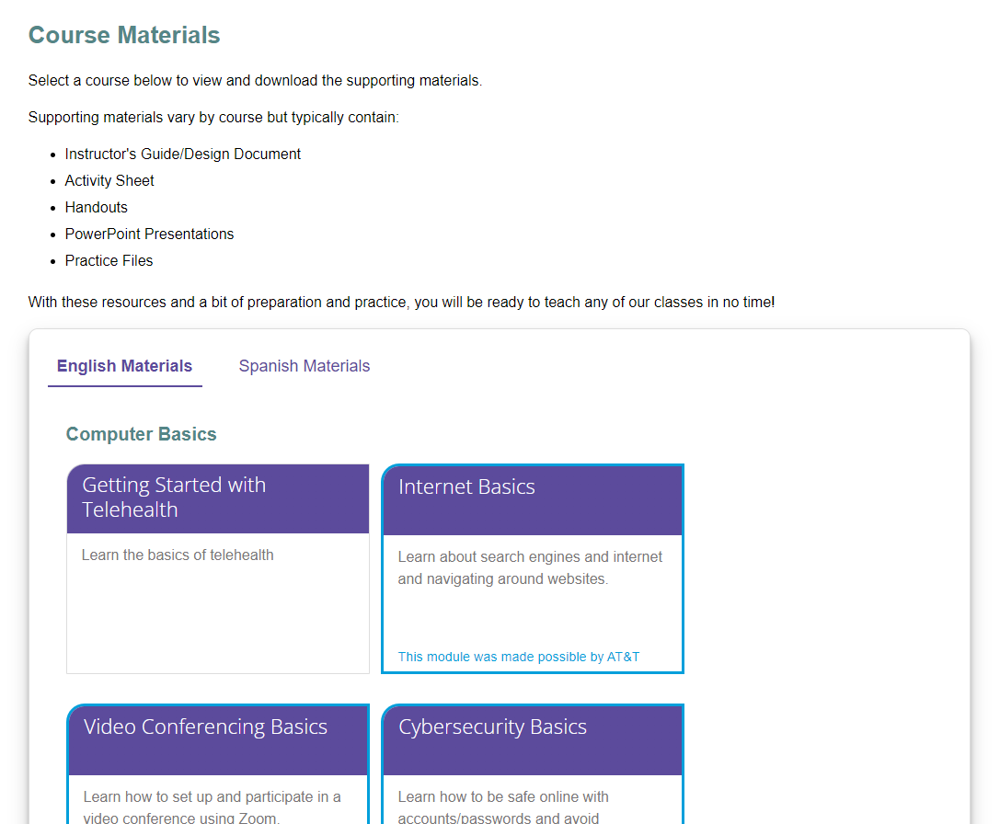 Course Materials
Select a course below to view and download the supporting materials.
Supporting materials vary by course but typically contain:
Instructor's Guide/Design Document
Activity Sheet
Handouts
PowerPoint Presentations
Practice Files
With these resources and a bit of preparation and practice, you will be ready to teach any of our classes in no time!
English Materials
Spanish Materials
Computer Basics
Getting Started with
Telehealth
Learn the basics of telehealth
Internet Basics
Learn about search engines and internet
and navigating around websites.
This module was made possible by AT&T
Video Conferencing Basics
Learn how to set up and participate in a
video conference using Zoom.
Cybersecurity Basics
Learn how to be safe online with
accounts/passwords and avoid